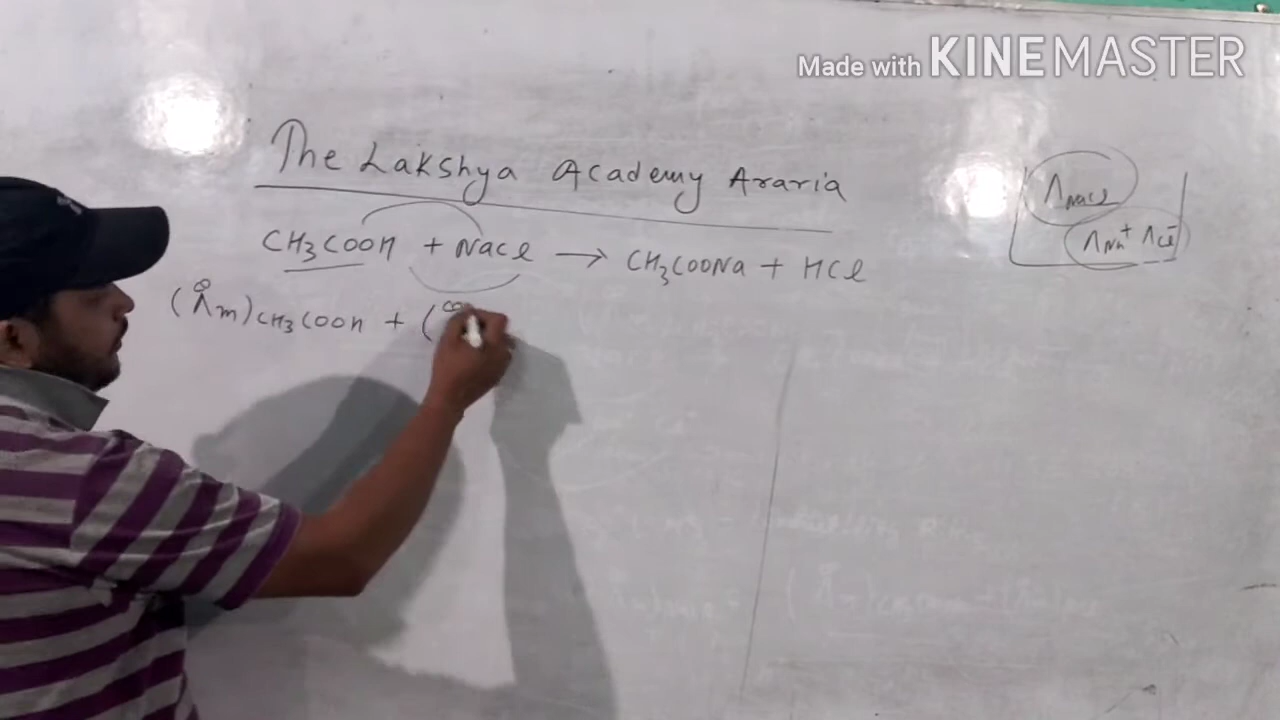 Made with KINEMASTER
The Lakshya Academy Araria
CH3COOH + NaCl → CH3COONa + HCl
(Λ°m)CH3COOH + (∞
ΛNaCl
ΛNa+ ΛCl-